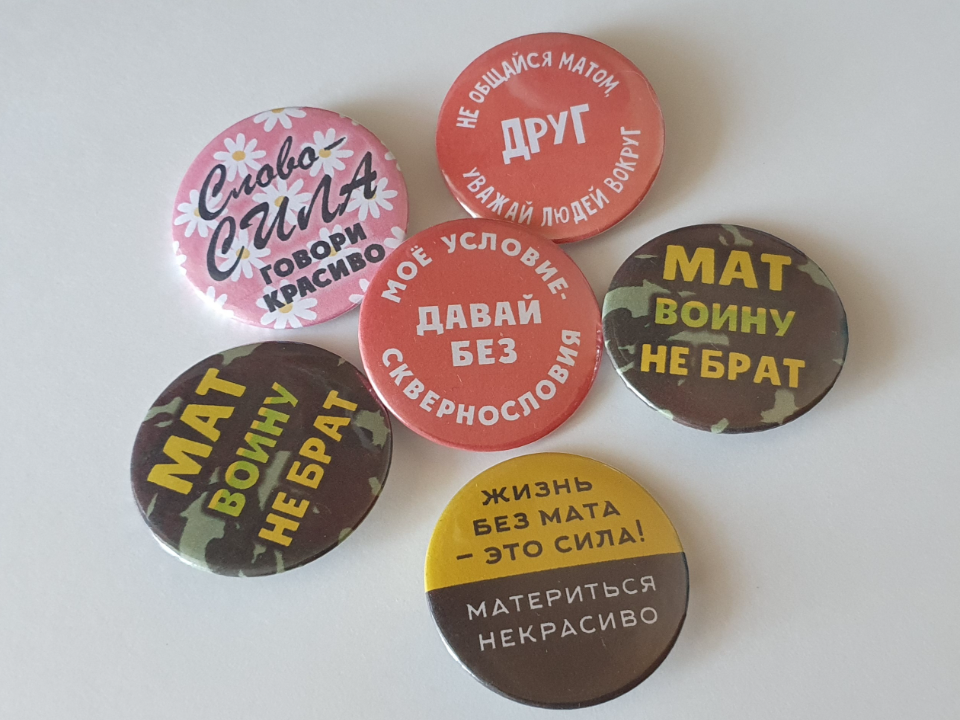 НЕ ОБЩАЙСЯ МАТОМ,
ДРУГ
УВАЖАЙ ЛЮДЕЙ ВОКРУГ
Слово-
СИЛА
ГОВОРИ
КРАСИВО
МОЁ УСЛОВИЕ-
ДАВАЙ
БЕЗ
СКВЕРНОСЛОВИЯ
МАТ
ВОИНУ
НЕ БРАТ
МАТ
ВОИНУ
НЕ БРАТ
ЖИЗНЬ
БЕЗ МАТА
– ЭТО СИЛА!
МАТЕРИТЬСЯ
НЕКРАСИВО